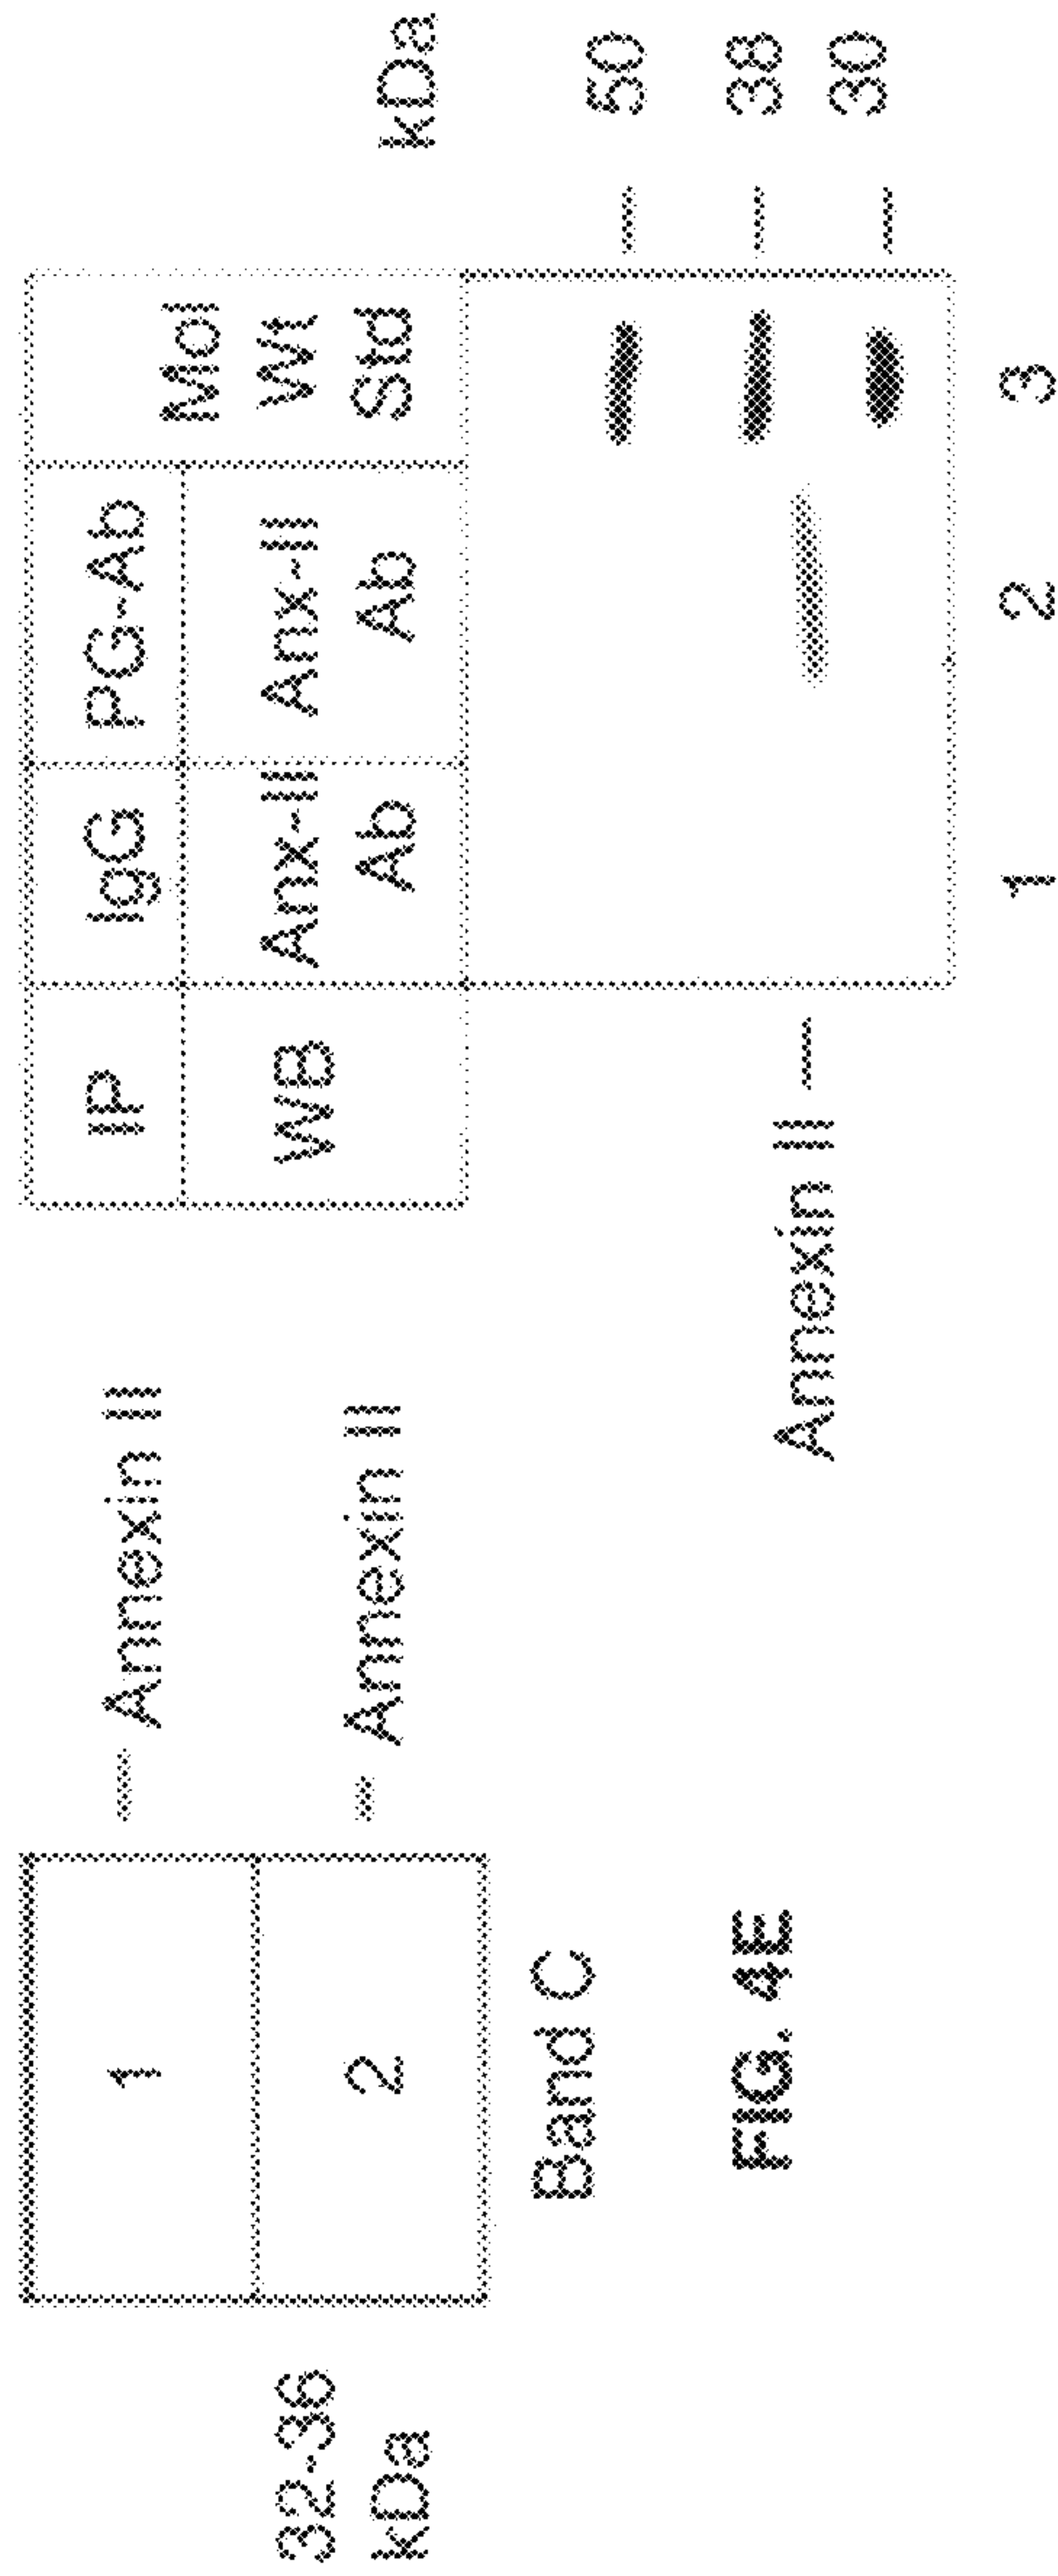 32-36
kDa
1
2
Annexin II
Annexin II
Band C
FIG. 4E
IP
IgG
PG-Ab
Mol
Wt
Std
WB
Anx-II
Ab
Anx-II
Ab
kDa
50
38
30
Annexin II
1
2
3